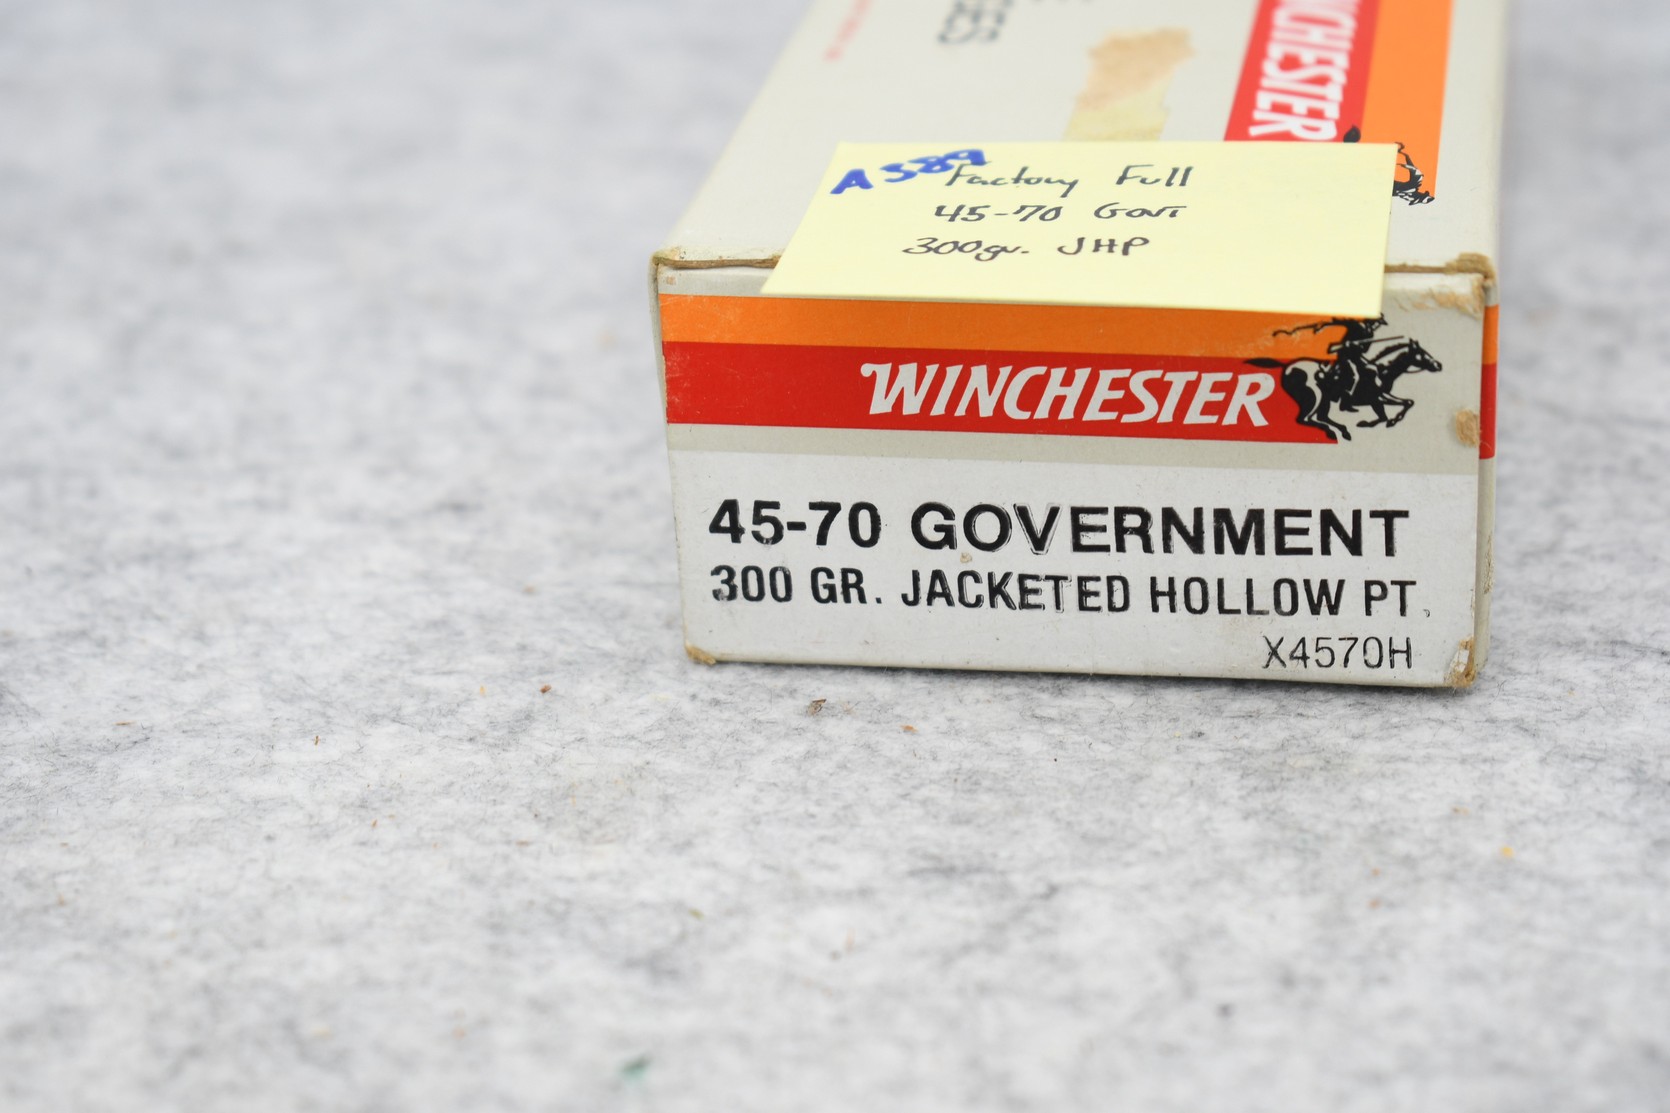 WINCHESTER
A589
Factory Full
45-70 Govt
300gr. JHP
WINCHESTER
45-70 GOVERNMENT
300 GR. JACKETED HOLLOW PT.
X4570H